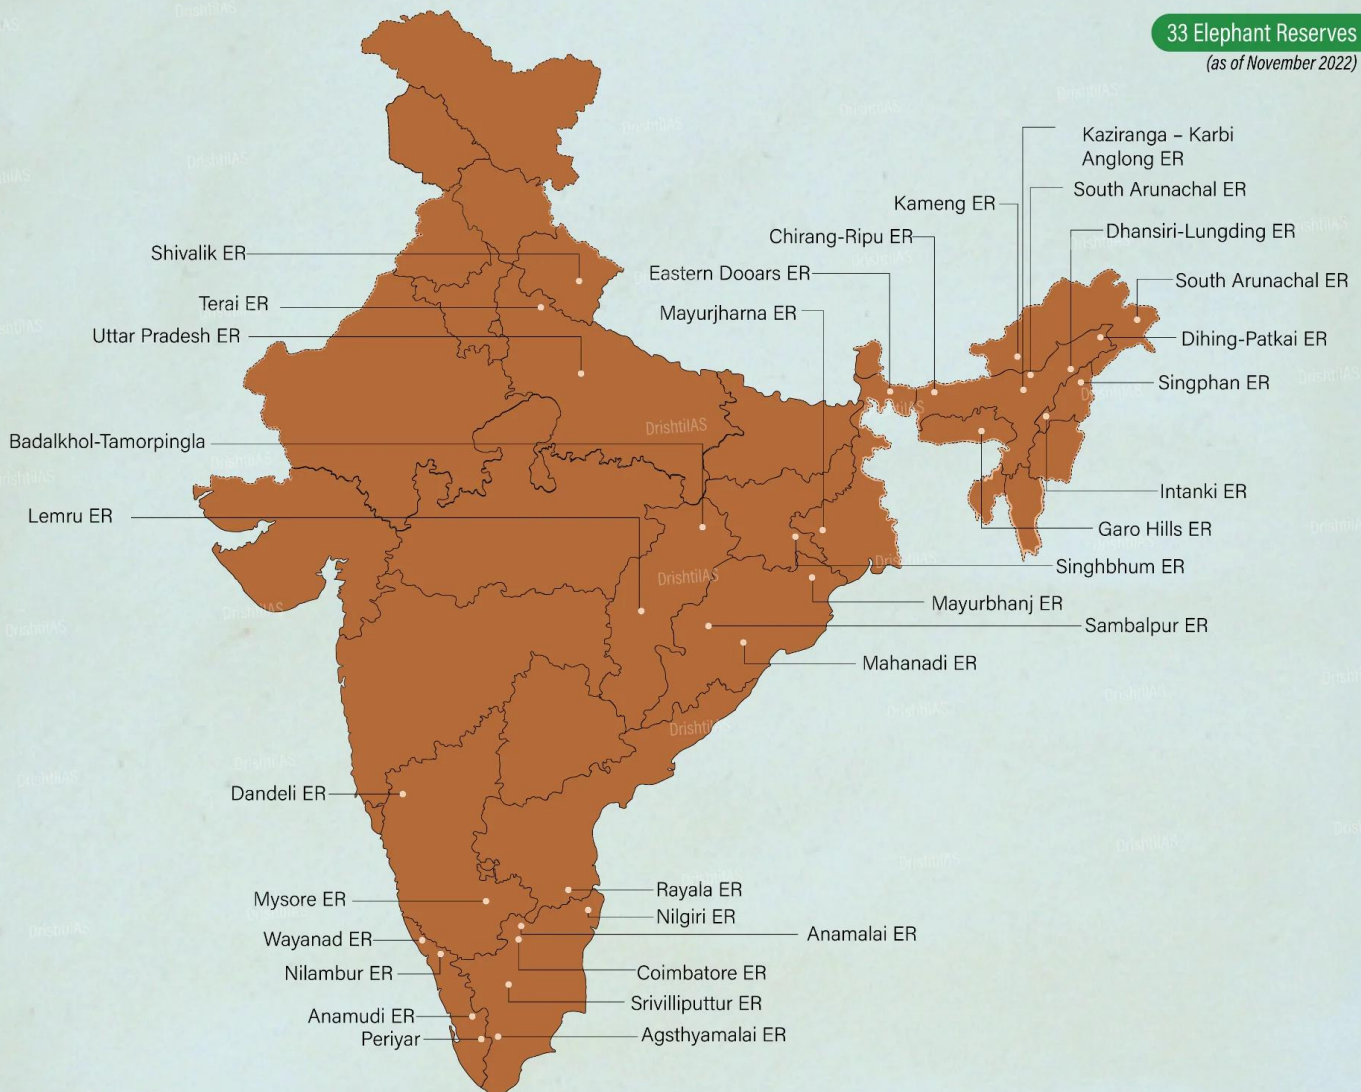 33 Elephant Reserves
(as of November 2022)
Kaziranga – Karbi
Anglong ER
South Arunachal ER
Kameng ER
Chirang-Ripu ER
Dhansiri-Lungding ER
Shivalik ER
Eastern Dooars ER
South Arunachal ER
Terai ER
Mayurjharna ER
Uttar Pradesh ER
Dihing-Patkai ER
Singphan ER
Badalkhol-Tamorpingla
Intanki ER
Lemru ER
Garo Hills ER
Singhbhum ER
Mayurbhanj ER
Sambalpur ER
Mahanadi ER
Dandeli ER
Rayala ER
Mysore ER
Nilgiri ER
Anamalai ER
Wayanad ER
Nilambur ER
Coimbatore ER
Srivilliputtur ER
Anamudi ER
Periyar
Agsthyamalai ER
DrishtiIAS
DrishtiIAS
DrishtiIAS
DrishtiIAS